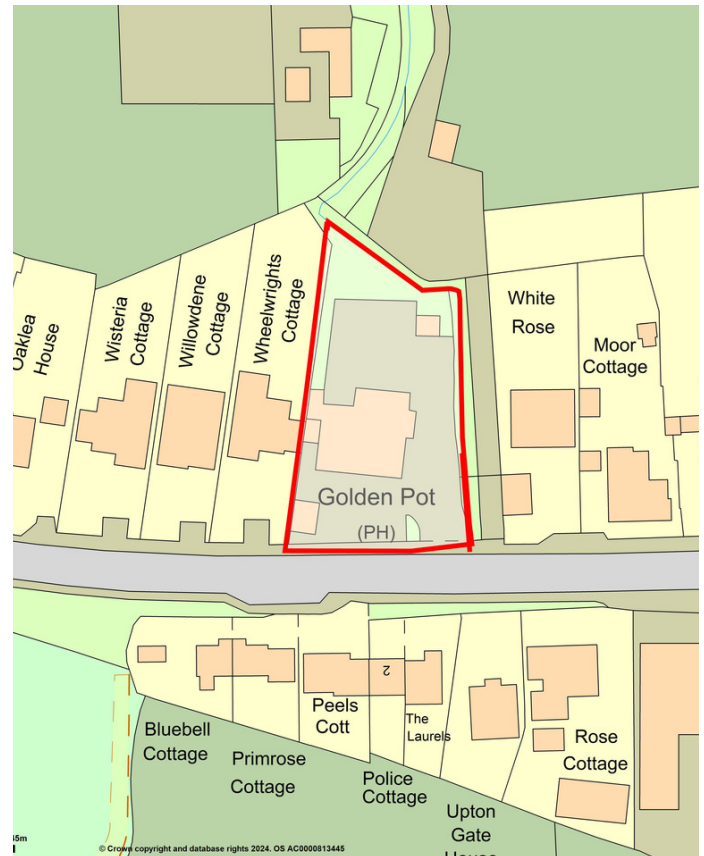 Oaklea
House
Wisteria
Cottage
Willowdene
Cottage
Wheelwrights
Cottage
White
Rose
Moor
Cottage
Golden Pot
(PH)
2
Peels
Cott
The
Laurels
Bluebell
Cottage
Primrose
Cottage
Police
Cottage
Rose
Cottage
Upton
Gate
House
© Crown copyright and database rights 2024. OS AC0000813445